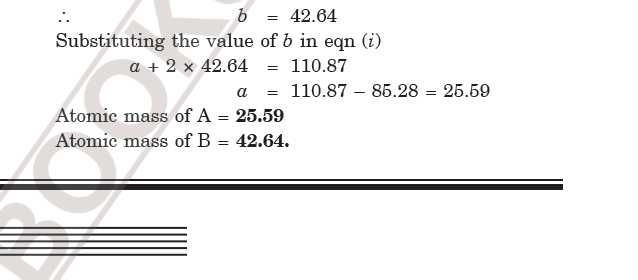 ∴ b = 42.64
Substituting the value of b in eqn (i)
a + 2 × 42.64 = 110.87
a = 110.87 – 85.28 = 25.59
Atomic mass of A = 25.59
Atomic mass of B = 42.64.
BOOK